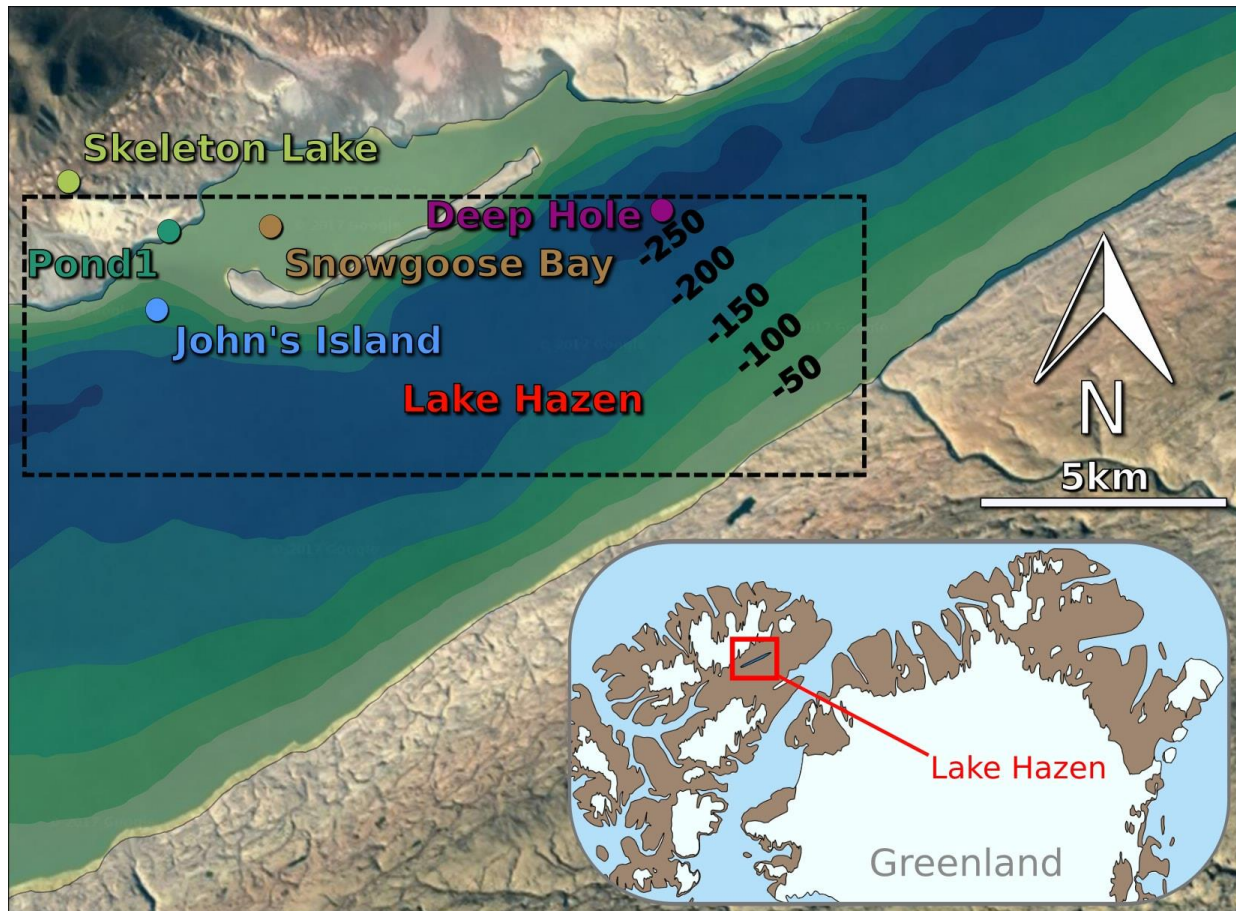 Skeleton Lake
Deep Hole
Pond1
Snowgoose Bay
-250
-200
John's Island
-150
-100
-50
Lake Hazen
N
5km
Lake Hazen
Greenland